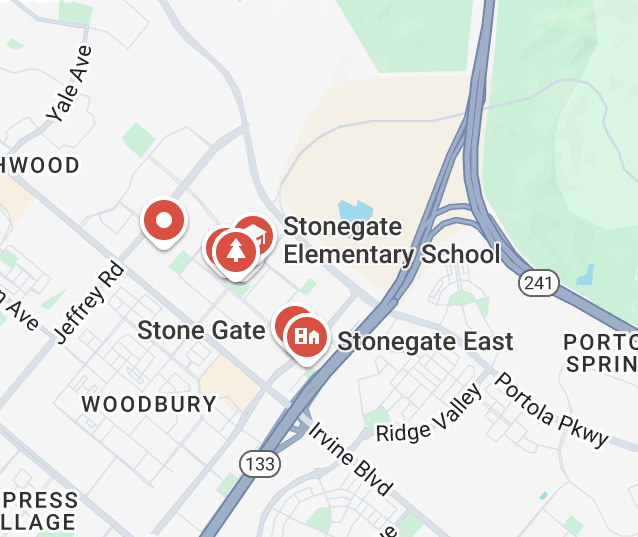 Yale Ave
HWOOD
Stonegate
Elementary School
241
Jeffrey Rd
n Ave
Stone Gate
Stonegate East
PORTO
SPRIN
WOODBURY
Portola Pkwy
Ridge Valley
Irvine Blvd
133
PRESS
LLAGE